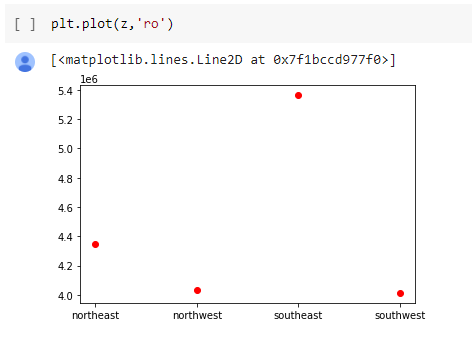 [ ] plt.plot(z,'ro')
[<matplotlib.lines.Line2D at 0x7f1bccd977f0>]
1e6
5.4
5.2
5.0
4.8
4.6
4.4
4.2
4.0
northeast northwest southeast southwest